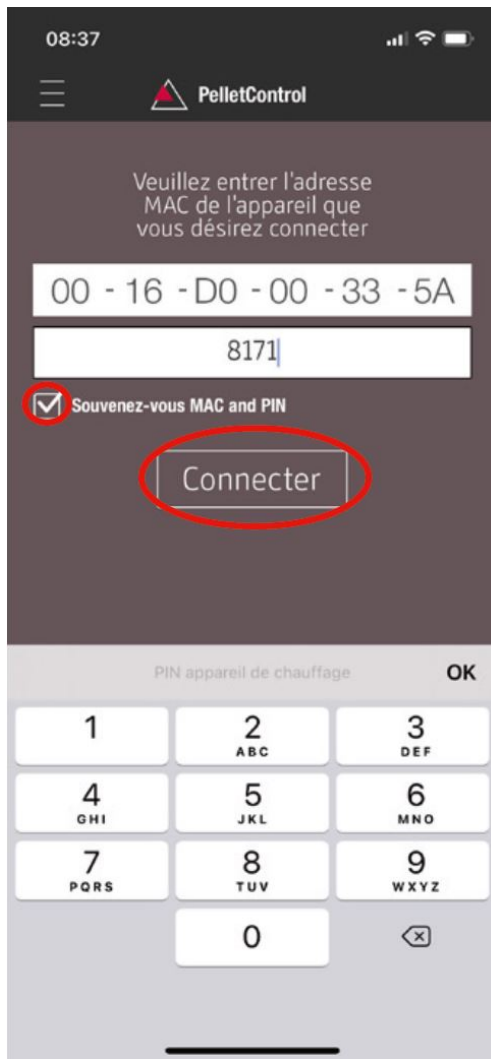 08:37
PelletControl
Veuillez entrer l'adresse
MAC de l'appareil que
vous désirez connecter
00 - 16 - D0 - 00 - 33 - 5A
8171
Souvenez-vous MAC and PIN
Connecter
PIN appareil de chauffage OK
1 2 3
ABC DEF
4 5 6
GHI JKL MNO
7 8 9
PQRS TUV WXYZ
0